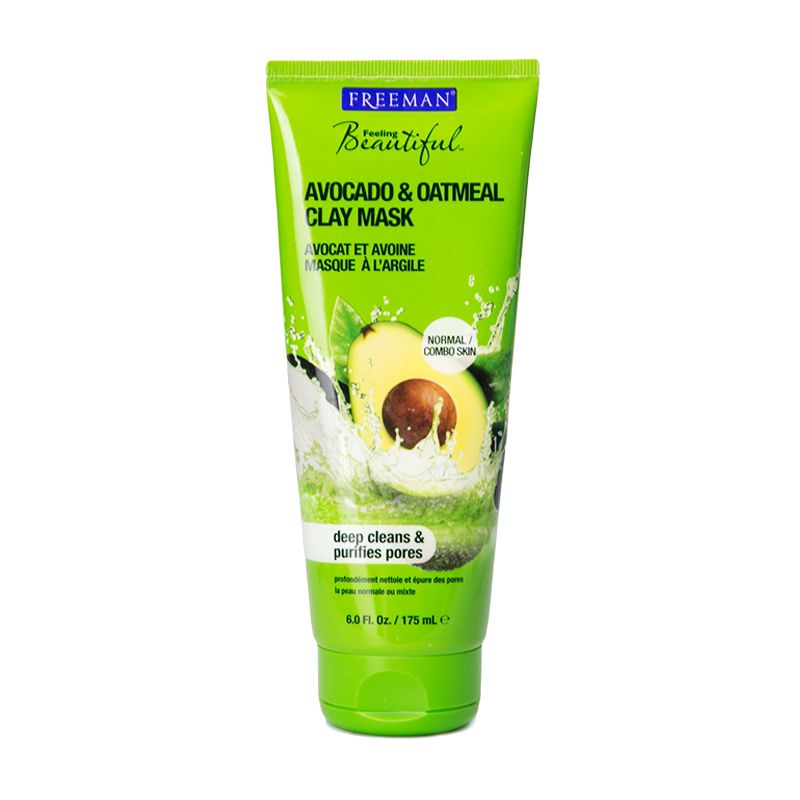 FREEMAN®
Feeling
Beautiful™
AVOCADO & OATMEAL
CLAY MASK
AVOCAT ET AVOINE
MASQUE À L'ARGILE
NORMAL /
COMBO SKIN
deep cleans &
purifies pores
profondément nettoie et épure des pores
la peau normale ou mixte
6.0 Fl. Oz. / 175 mL ℮